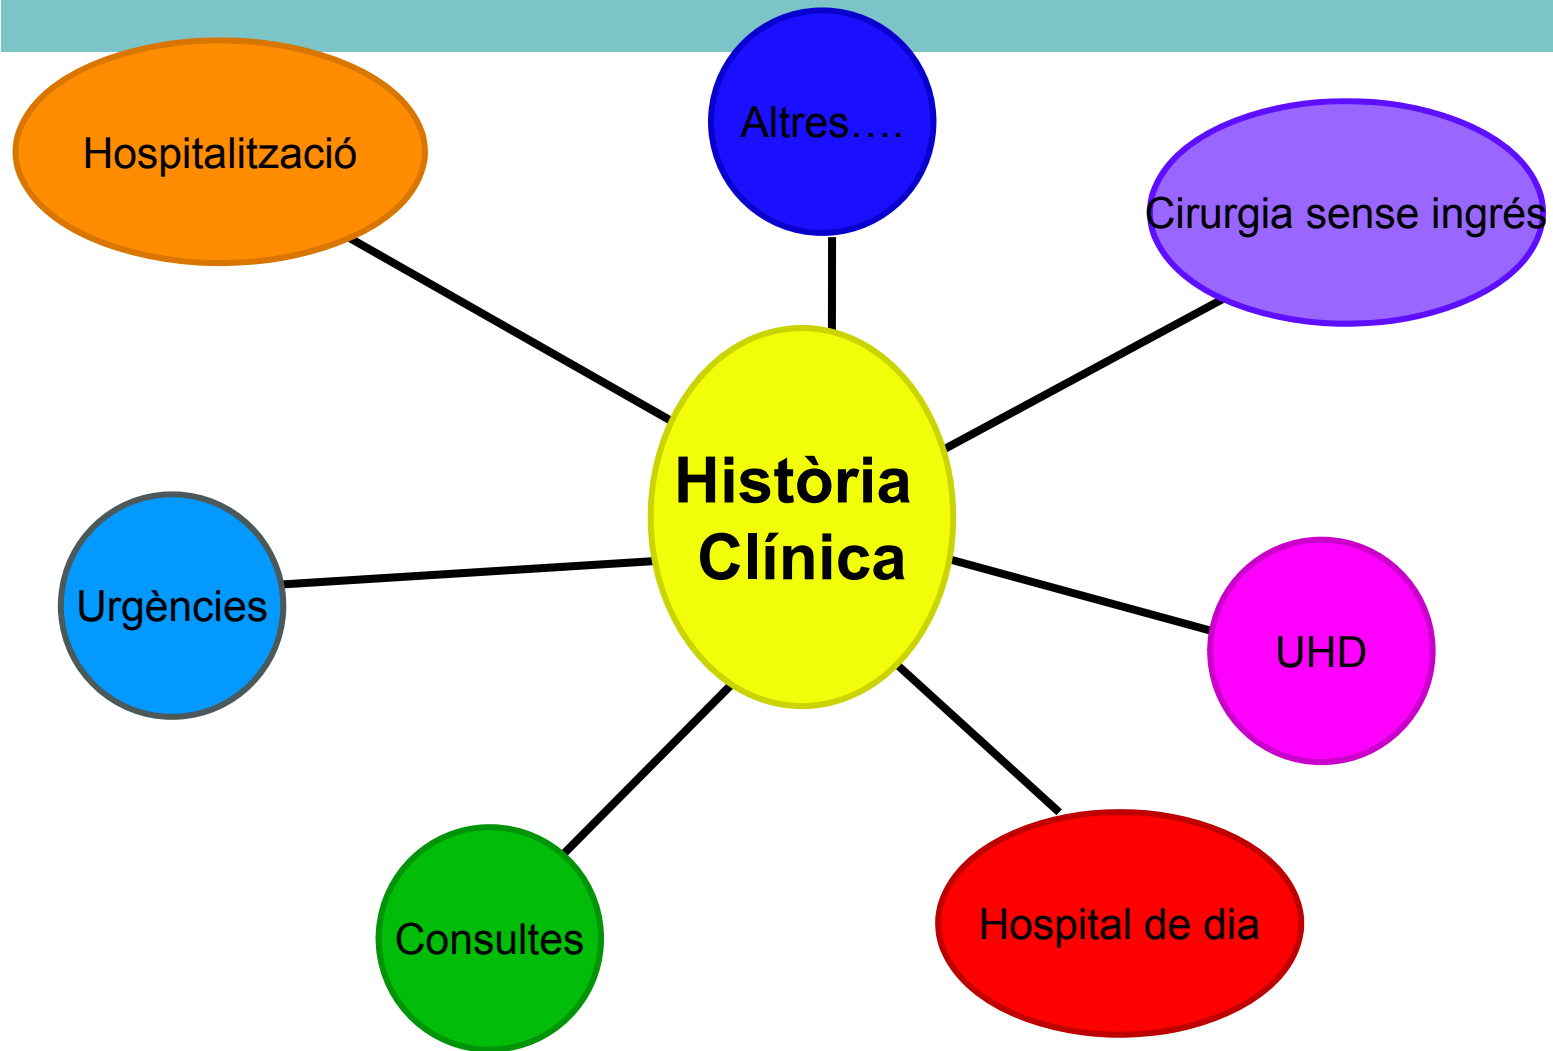 Altres….
Hospitalització
Cirurgia sense ingrés
Història
Clínica
Urgències
UHD
Consultes
Hospital de dia